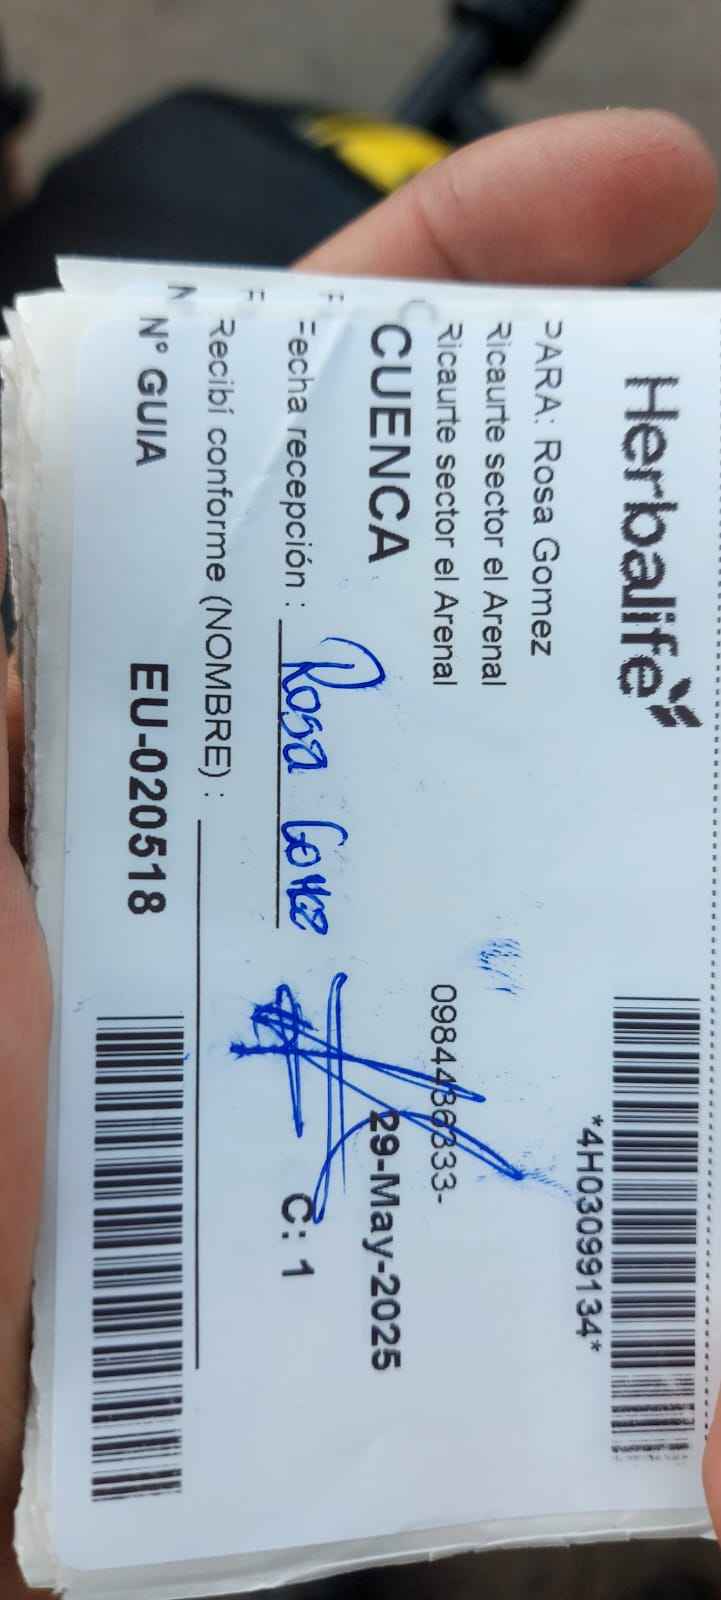 Herbalife
*4H03099134*
PARA: Rosa Gomez
Ricaurte sector el Arenal
Ricaurte sector el Arenal 0984436333-
CUENCA 29-May-2025
Fecha recepción : Rosa Gomez C: 1
Recibí conforme (NOMBRE) :
N° GUIA EU-020518